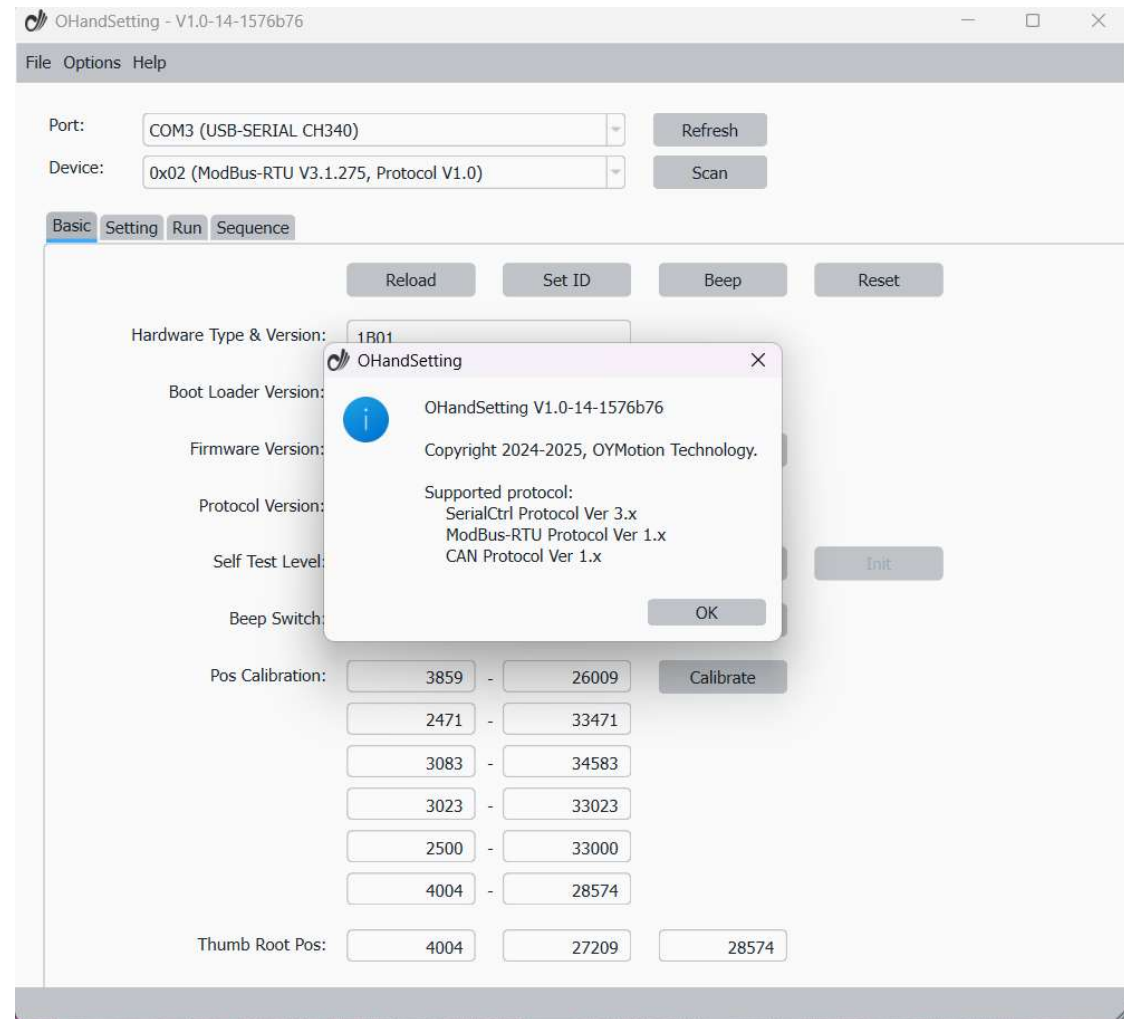 OHandSetting - V1.0-14-1576b76
File Options Help
Port: COM3 (USB-SERIAL CH340) Refresh
Device: 0x02 (ModBus-RTU V3.1.275, Protocol V1.0) Scan
Basic Setting Run Sequence
Reload Set ID Beep Reset
Hardware Type & Version: 1B01
OHandSetting
Boot Loader Version:
Firmware Version:
Protocol Version:
Self Test Level:
Beep Switch:
OHandSetting V1.0-14-1576b76
Copyright 2024-2025, OYMotion Technology.
Supported protocol:
SerialCtrl Protocol Ver 3.x
ModBus-RTU Protocol Ver 1.x
CAN Protocol Ver 1.x
OK
Init
Pos Calibration: 3859 - 26009 Calibrate
2471 - 33471
3083 - 34583
3023 - 33023
2500 - 33000
4004 - 28574
Thumb Root Pos: 4004 27209 28574